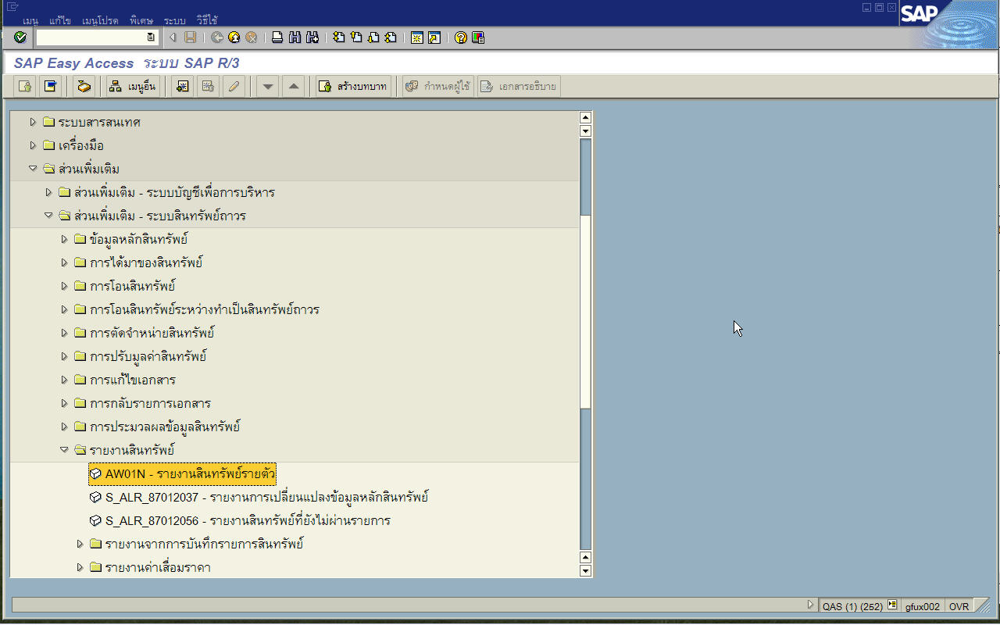 เมนู แก้ไข เมนูโปรด พิเศษ ระบบ วิธีใช้
SAP
SAP Easy Access ระบบ SAP R/3
เมนูอื่น สร้างบทบาท กำหนดผู้ใช้ เอกสารอธิบาย
ระบบสารสนเทศ
เครื่องมือ
ส่วนเพิ่มเติม
ส่วนเพิ่มเติม - ระบบบัญชีเพื่อการบริหาร
ส่วนเพิ่มเติม - ระบบสินทรัพย์ถาวร
ข้อมูลหลักสินทรัพย์
การได้มาของสินทรัพย์
การโอนสินทรัพย์
การโอนสินทรัพย์ระหว่างทำเป็นสินทรัพย์ถาวร
การตัดจำหน่ายสินทรัพย์
การปรับมูลค่าสินทรัพย์
การแก้ไขเอกสาร
การกลับรายการเอกสาร
การประมวลผลข้อมูลสินทรัพย์
รายงานสินทรัพย์
AW01N - รายงานสินทรัพย์รายตัว
S_ALR_87012037 - รายงานการเปลี่ยนแปลงข้อมูลหลักสินทรัพย์
S_ALR_87012056 - รายงานสินทรัพย์ที่ยังไม่ผ่านรายการ
รายงานจากการบันทึกรายการสินทรัพย์
รายงานค่าเสื่อมราคา
QAS (1) (252) gfux002 OVR